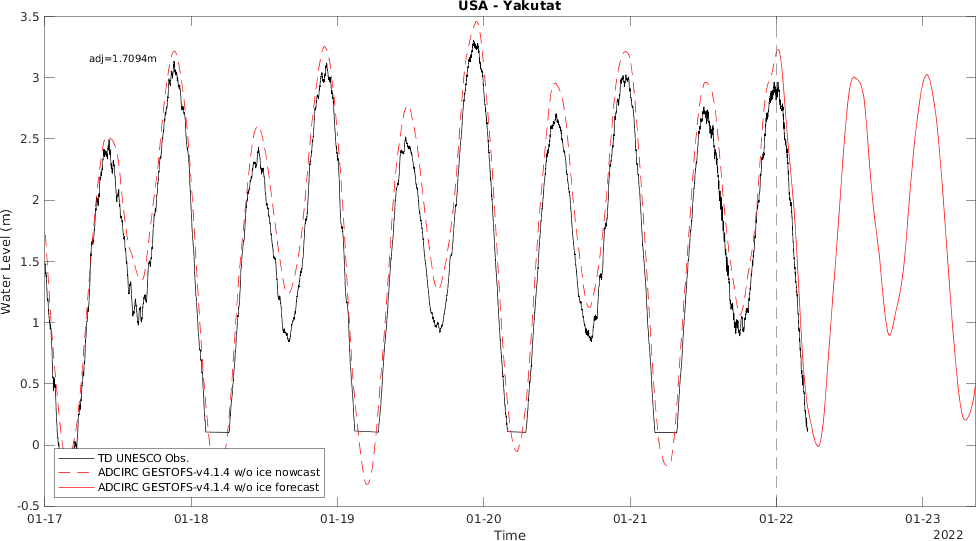 USA - Yakutat
adj=1.7094m
3.5
3
2.5
2
1.5
1
0.5
0
-0.5
Water Level (m)
TD UNESCO Obs.
ADCIRC GESTOFS-v4.1.4 w/o ice nowcast
ADCIRC GESTOFS-v4.1.4 w/o ice forecast
01-17 01-18 01-19 01-20 01-21 01-22 01-23
Time
2022